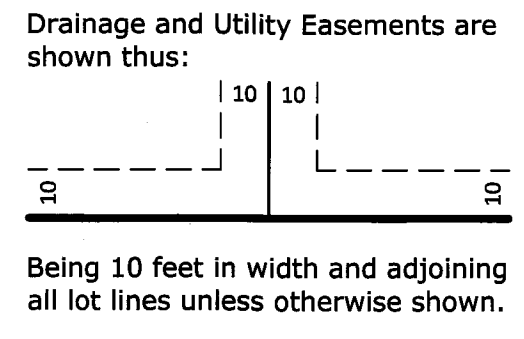 Drainage and Utility Easements are
shown thus:
10 10
10 10
Being 10 feet in width and adjoining
all lot lines unless otherwise shown.